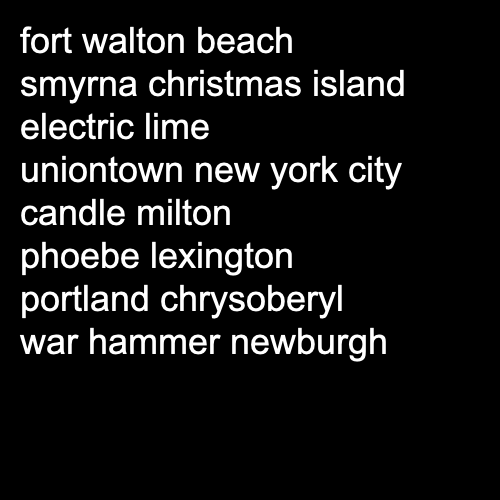 fort walton beach
smyrna christmas island
electric lime
uniontown new york city
candle milton
phoebe lexington
portland chrysoberyl
war hammer newburgh